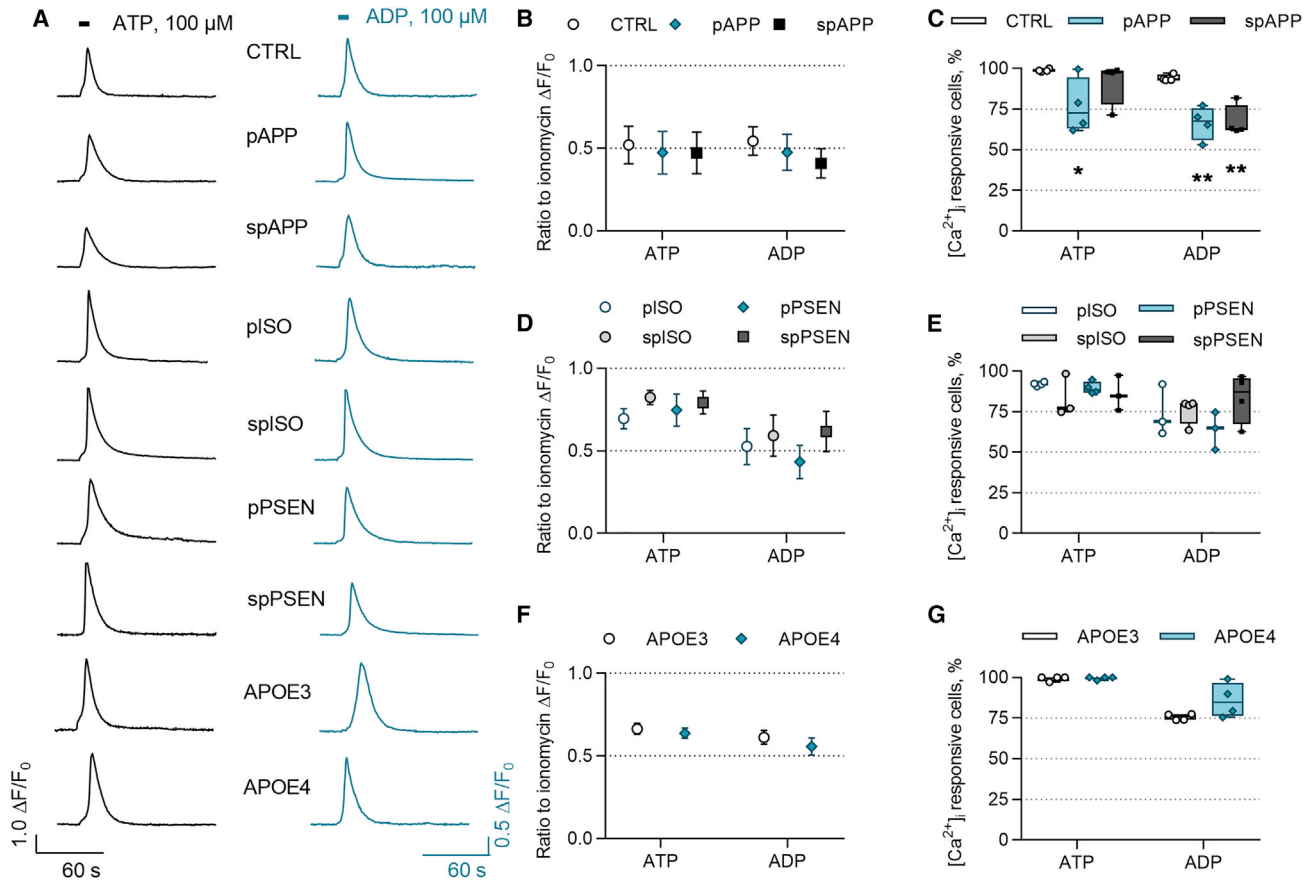 A
ATP, 100 µM
ADP, 100 µM
CTRL
pAPP
spAPP
pISO
spISO
pPSEN
spPSEN
APOE3
APOE4
1.0 ΔF/F0
60 s
0.5 ΔF/F0
60 s
B
CTRL pAPP spAPP
Ratio to ionomycin ΔF/F0
1.0
0.5
0.0
ATP ADP
C
CTRL pAPP spAPP
[Ca2+]i responsive cells, %
100
75
50
25
0
* ** **
ATP ADP
D
pISO pPSEN
spISO spPSEN
Ratio to ionomycin ΔF/F0
1.0
0.5
0.0
ATP ADP
E
pISO pPSEN
spISO spPSEN
[Ca2+]i responsive cells, %
100
75
50
25
0
ATP ADP
F
APOE3 APOE4
Ratio to ionomycin ΔF/F0
1.0
0.5
0.0
ATP ADP
G
APOE3 APOE4
[Ca2+]i responsive cells, %
100
75
50
25
0
ATP ADP